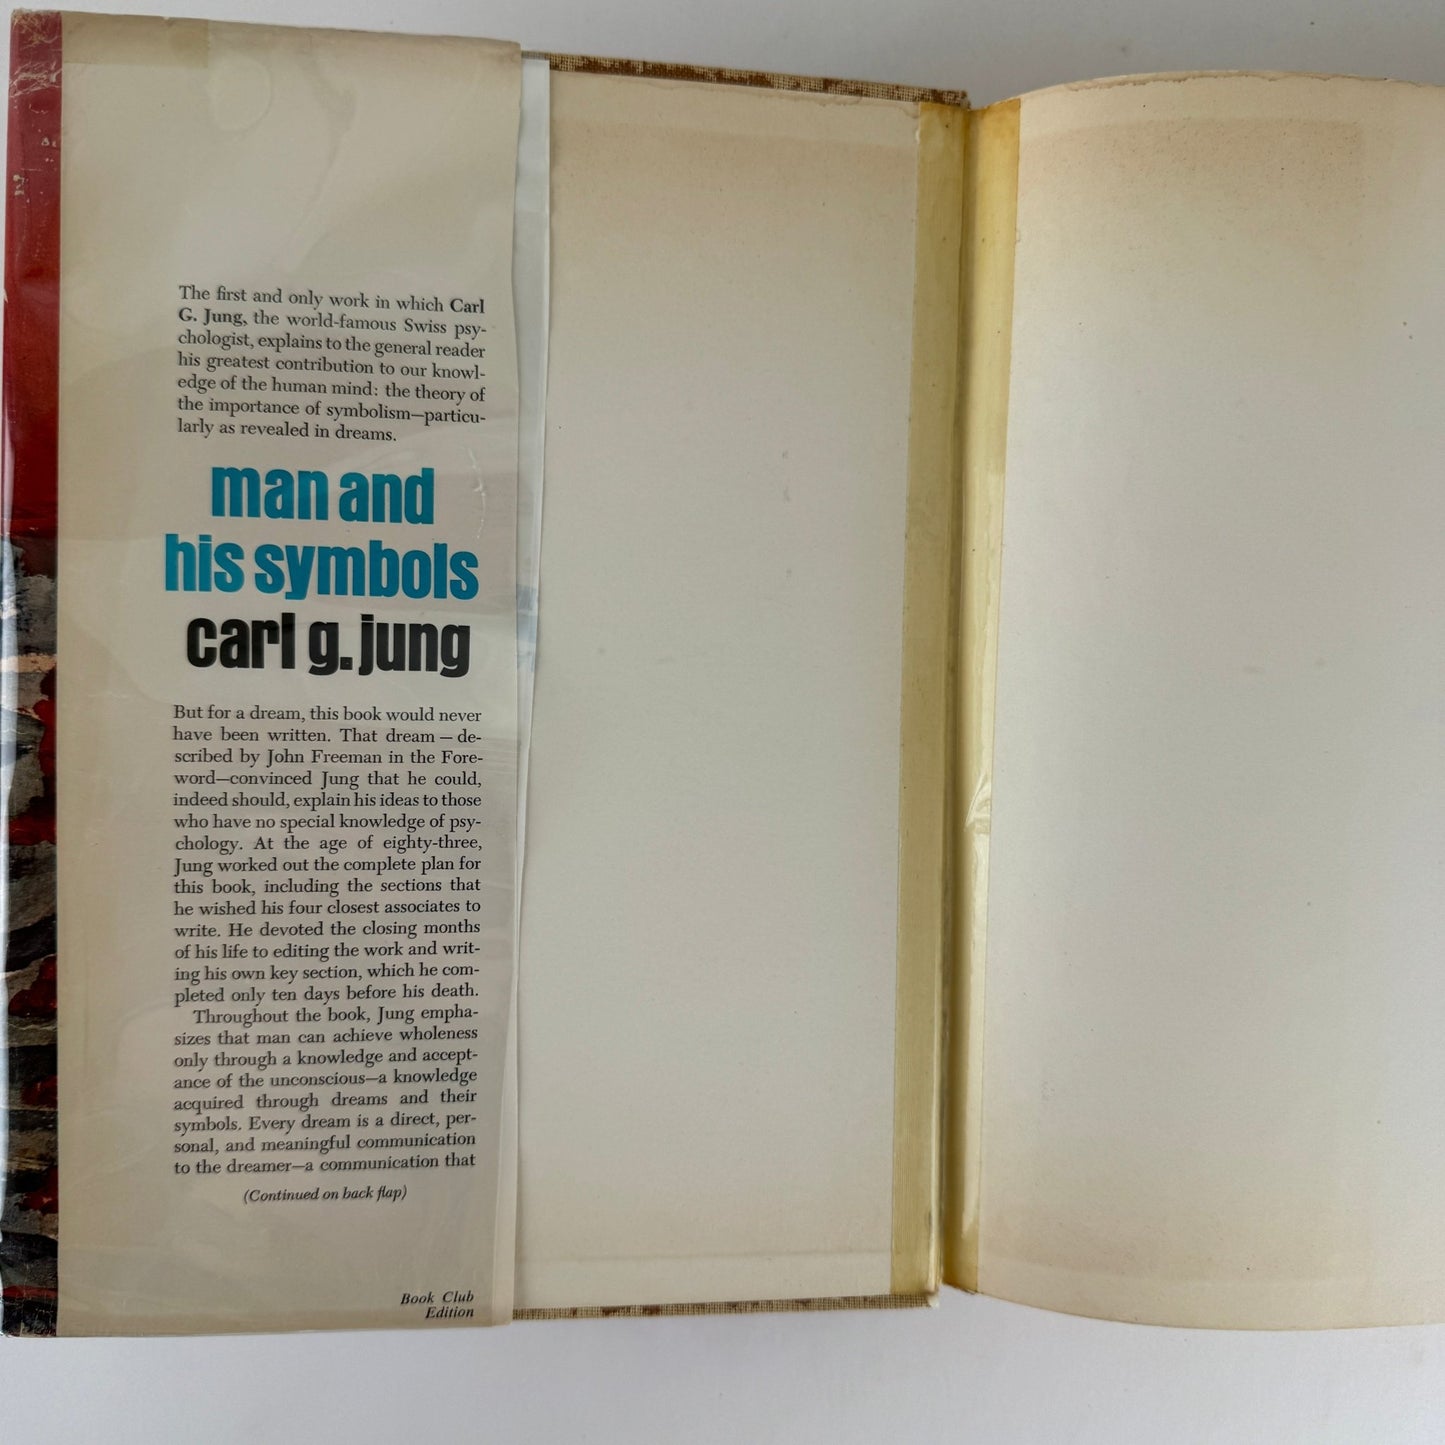 The first and only work in which Carl
G. Jung, the world-famous Swiss psy-
chologist, explains to the general reader
his greatest contribution to our knowl-
edge of the human mind: the theory of
the importance of symbolism—particu-
larly as revealed in dreams.
man and
his symbols
carl g. jung
But for a dream, this book would never
have been written. That dream — de-
scribed by John Freeman in the Fore-
word—convinced Jung that he could,
indeed should, explain his ideas to those
who have no special knowledge of psy-
chology. At the age of eighty-three,
Jung worked out the complete plan for
this book, including the sections that
he wished his four closest associates to
write. He devoted the closing months
of his life to editing the work and writ-
ing his own key section, which he com-
pleted only ten days before his death.
Throughout the book, Jung empha-
sizes that man can achieve wholeness
only through a knowledge and accept-
ance of the unconscious—a knowledge
acquired through dreams and their
symbols. Every dream is a direct, per-
sonal, and meaningful communication
to the dreamer—a communication that
(Continued on back flap)
Book Club
Edition